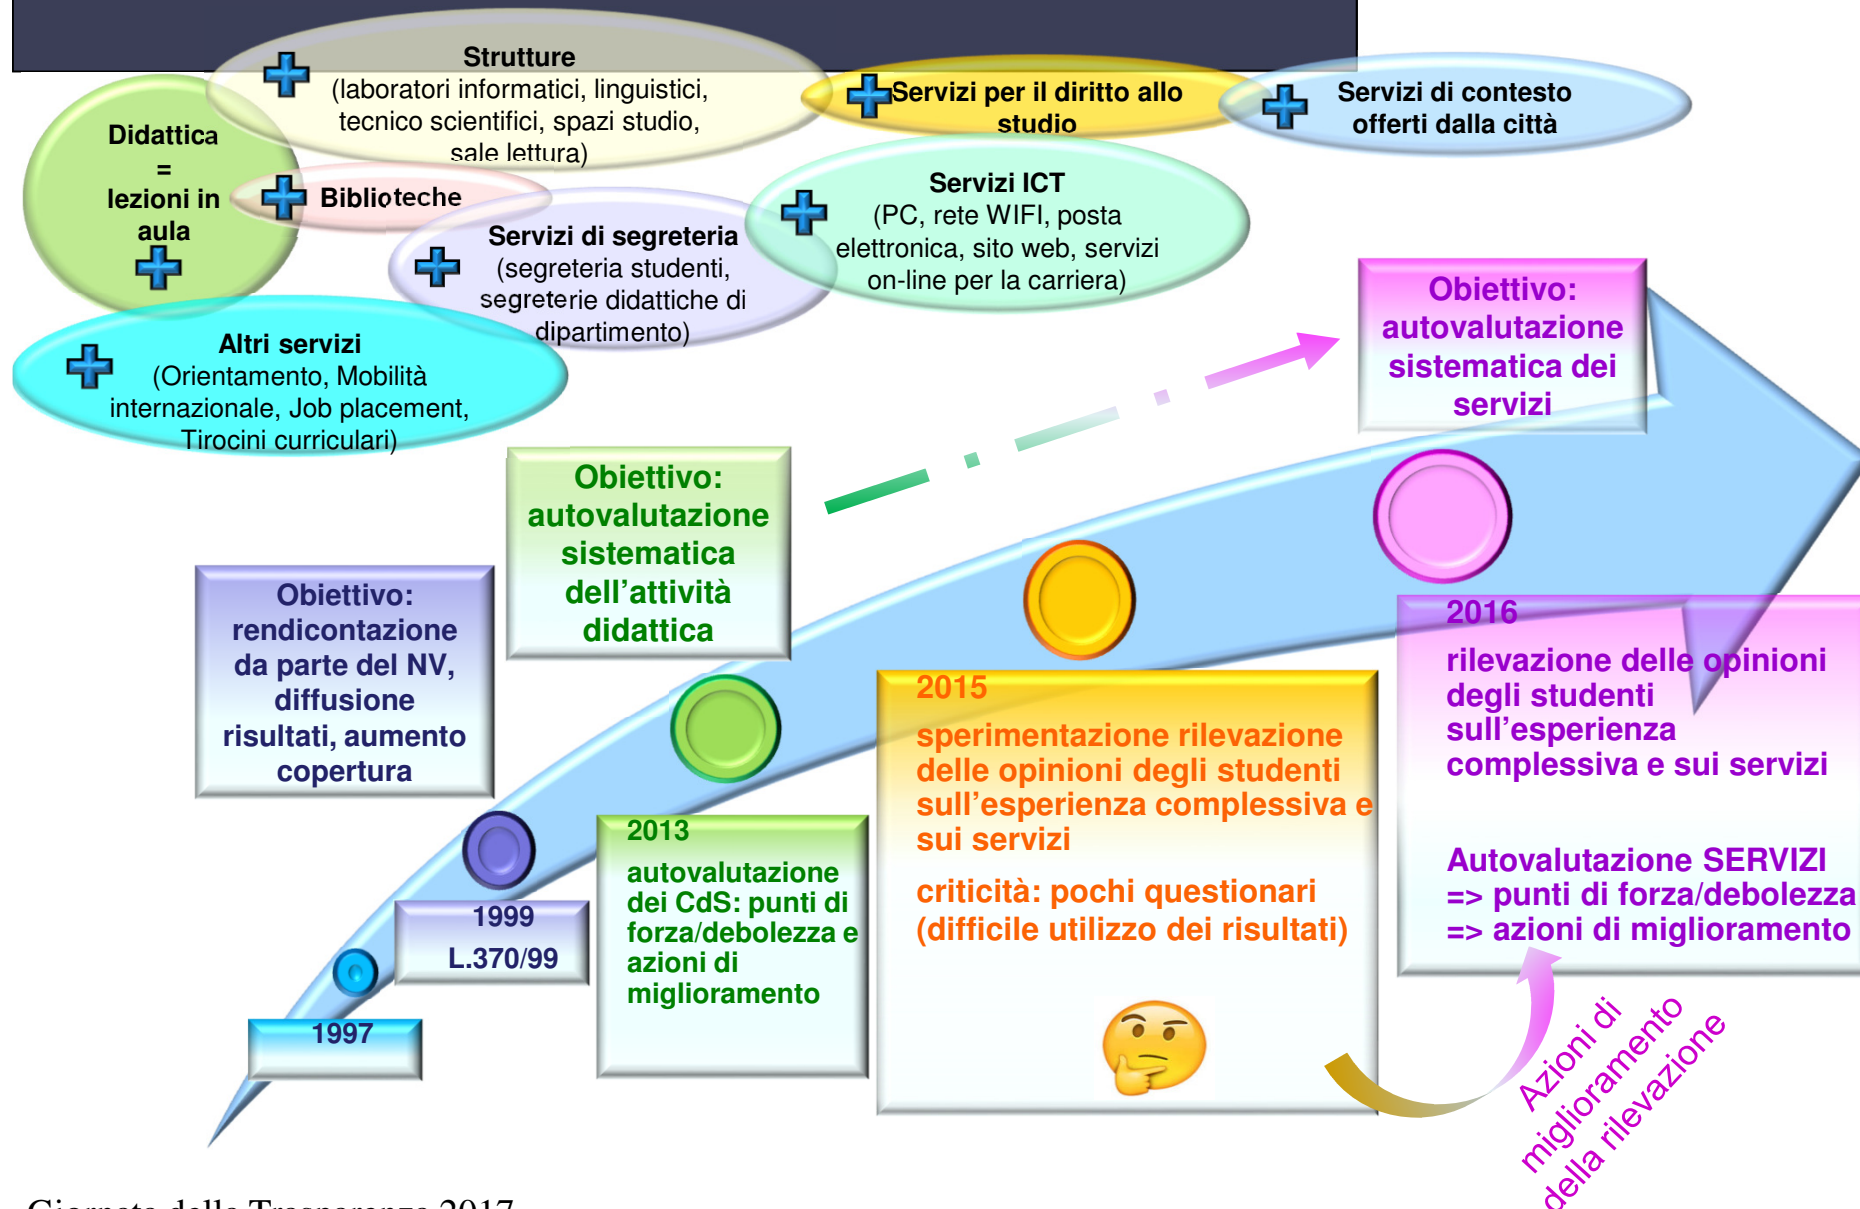 Strutture
(laboratori informatici, linguistici,
tecnico scientifici, spazi studio,
sale lettura)
Servizi per il diritto allo
studio
Servizi di contesto
offerti dalla città
Didattica
=
lezioni in
aula
Biblioteche
Servizi di segreteria
(segreteria studenti,
segreterie didattiche di
dipartimento)
Servizi ICT
(PC, rete WIFI, posta
elettronica, sito web, servizi
on-line per la carriera)
Altri servizi
(Orientamento, Mobilità
internazionale, Job placement,
Tirocini curriculari)
Obiettivo:
autovalutazione
sistematica dei
servizi
Obiettivo:
autovalutazione
sistematica
dell'attività
didattica
Obiettivo:
rendicontazione
da parte del NV,
diffusione
risultati, aumento
copertura
1997
1999
L.370/99
2013
autovalutazione
dei CdS: punti di
forza/debolezza e
azioni di
miglioramento
2015
sperimentazione rilevazione
delle opinioni degli studenti
sull'esperienza complessiva e
sui servizi
criticità: pochi questionari
(difficile utilizzo dei risultati)
2016
rilevazione delle opinioni
degli studenti
sull'esperienza
complessiva e sui servizi
Autovalutazione SERVIZI
=> punti di forza/debolezza
=> azioni di miglioramento
Azioni di
miglioramento
della rilevazione
Giornata della Trasparenza 2017